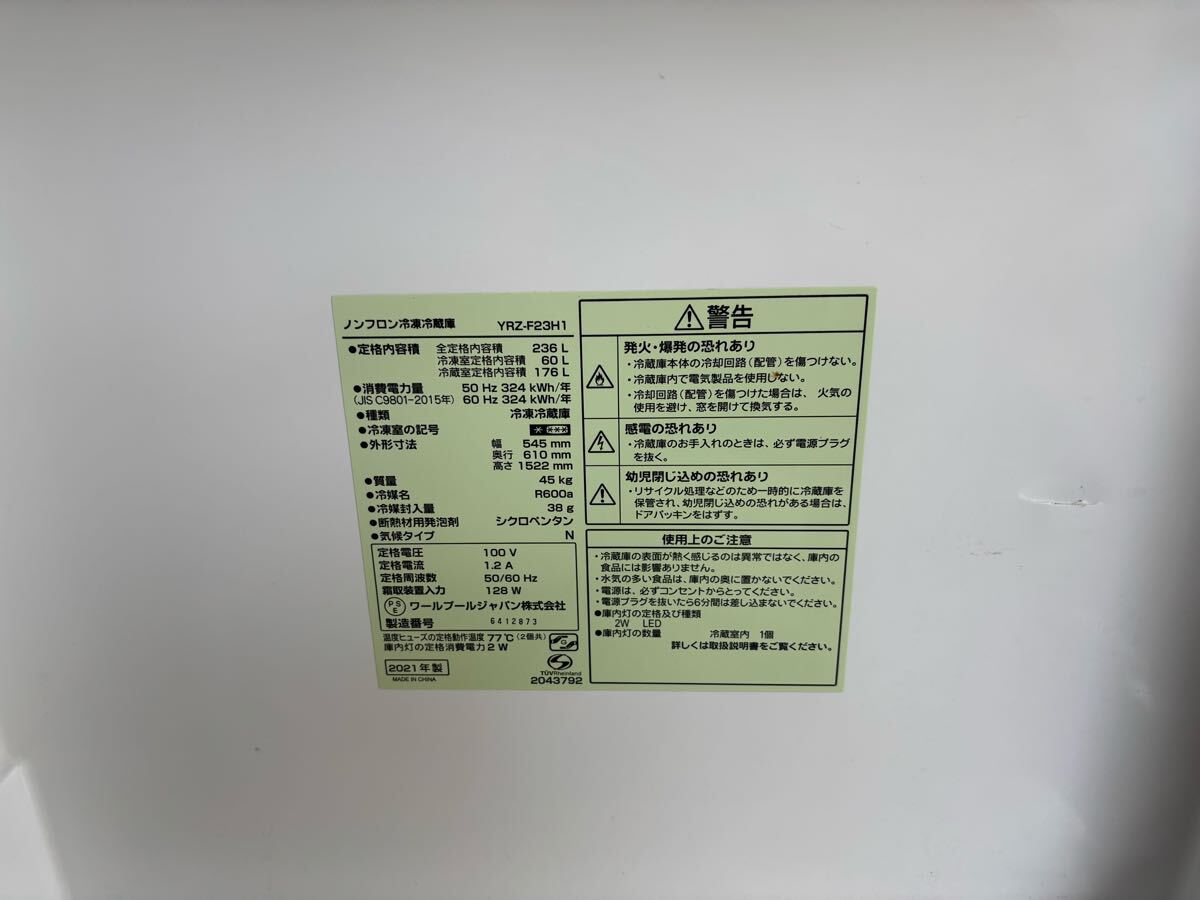 ノンフロン冷凍冷蔵庫 YRZ-F23H1
●定格内容積 全定格内容積 236 L
冷凍室定格内容積 60 L
冷蔵室定格内容積 176 L
●消費電力量 50 Hz 324 kWh/年
(JIS C9801-2015年) 60 Hz 324 kWh/年
●種類 冷凍冷蔵庫
●冷凍室の記号 * ***
●外形寸法 幅 545 mm
奥行 610 mm
高さ 1522 mm
●質量 45 kg
●冷媒名 R600a
●冷媒封入量 38 g
●断熱材用発泡剤 シクロペンタン
●気候タイプ N
定格電圧 100 V
定格電流 1.2 A
定格周波数 50/60 Hz
霜取装置入力 128 W
PSE ワールプールジャパン株式会社
製造番号 6412873
温度ヒューズの定格動作温度 77℃(2個共)
庫内灯の定格消費電力 2 W
G
2021年製
MADE IN CHINA
TÜVRheinland
2043792
⚠警告
発火・爆発の恐れあり
・冷蔵庫本体の冷却回路(配管)を傷つけない。
・冷蔵庫内で電気製品を使用しない。
・冷却回路(配管)を傷つけた場合は、火気の
使用を避け、窓を開けて換気する。
感電の恐れあり
・冷蔵庫のお手入れのときは、必ず電源プラグ
を抜く。
幼児閉じ込めの恐れあり
・リサイクル処理などのため一時的に冷蔵庫を
保管され、幼児閉じ込めの恐れがある場合は、
ドアパッキンをはずす。
使用上のご注意
・冷蔵庫の表面が熱く感じるのは異常ではなく、庫内の
食品には影響ありません。
・水気の多い食品は、庫内の奥に置かないでください。
・電源は、必ずコンセントからとってください。
・電源プラグを抜いたら6分間は差し込まないでください。
●庫内灯の定格及び種類
2W LED
●庫内灯の数量 冷蔵室内 1個
詳しくは取扱説明書をご覧ください。